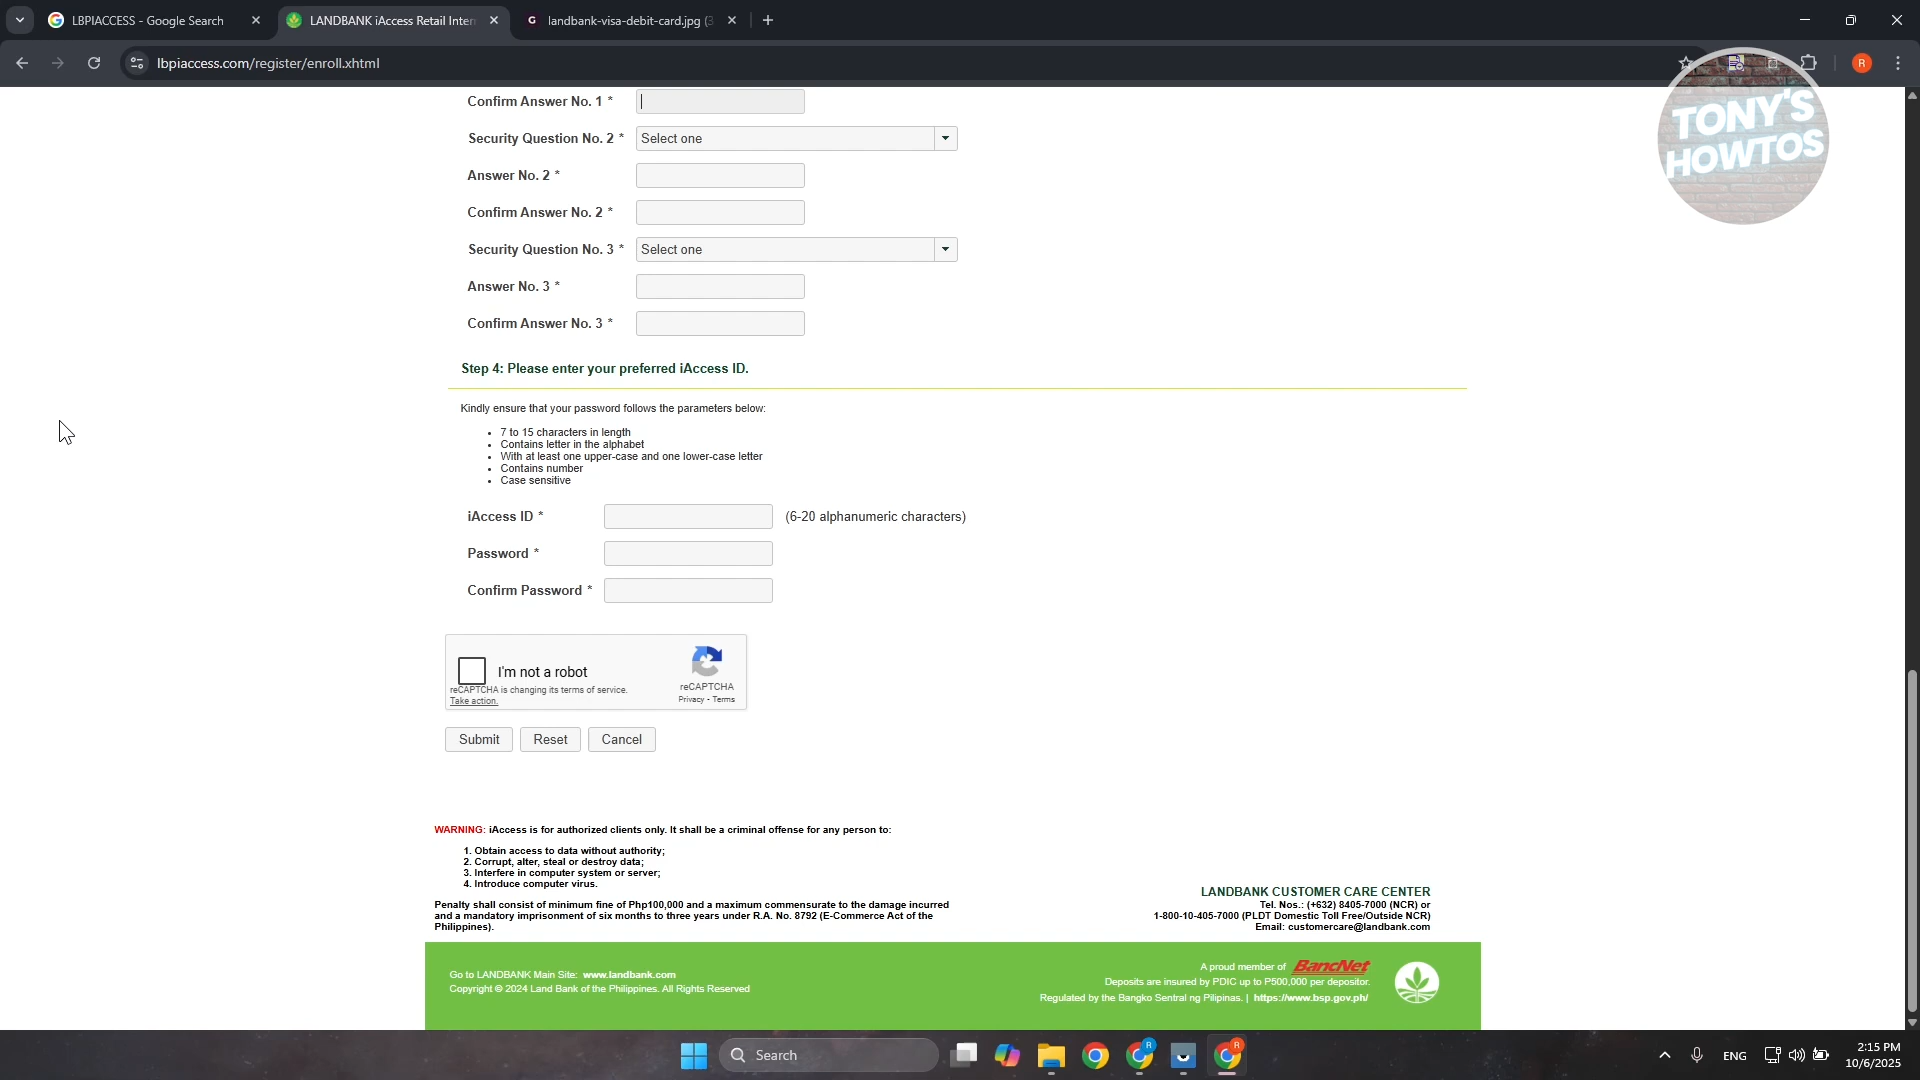 LBPIACCESS - Google Search
LANDBANK iAccess Retail Inter
landbank-visa-debit-card.jpg (3
lbpiaccess.com/register/enroll.xhtml
R
TONY'S
HOWTOS
Confirm Answer No. 1 *
Security Question No. 2 * Select one
Answer No. 2 *
Confirm Answer No. 2 *
Security Question No. 3 * Select one
Answer No. 3 *
Confirm Answer No. 3 *
Step 4: Please enter your preferred iAccess ID.
Kindly ensure that your password follows the parameters below:
• 7 to 15 characters in length
• Contains letter in the alphabet
• With at least one upper-case and one lower-case letter
• Contains number
• Case sensitive
iAccess ID * (6-20 alphanumeric characters)
Password *
Confirm Password *
I'm not a robot
reCAPTCHA is changing its terms of service.
Take action.
reCAPTCHA
Privacy - Terms
Submit Reset Cancel
WARNING: iAccess is for authorized clients only. It shall be a criminal offense for any person to:
1. Obtain access to data without authority;
2. Corrupt, alter, steal or destroy data;
3. Interfere in computer system or server;
4. Introduce computer virus.
Penalty shall consist of minimum fine of Php100,000 and a maximum commensurate to the damage incurred
and a mandatory imprisonment of six months to three years under R.A. No. 8792 (E-Commerce Act of the
Philippines).
LANDBANK CUSTOMER CARE CENTER
Tel. Nos.: (+632) 8405-7000 (NCR) or
1-800-10-405-7000 (PLDT Domestic Toll Free/Outside NCR)
Email: customercare@landbank.com
Go to LANDBANK Main Site: www.landbank.com
Copyright © 2024 Land Bank of the Philippines. All Rights Reserved
A proud member of BancNet
Deposits are insured by PDIC up to P500,000 per depositor.
Regulated by the Bangko Sentral ng Pilipinas. | https://www.bsp.gov.ph/
Search
R
R
ENG
2:15 PM
10/6/2025